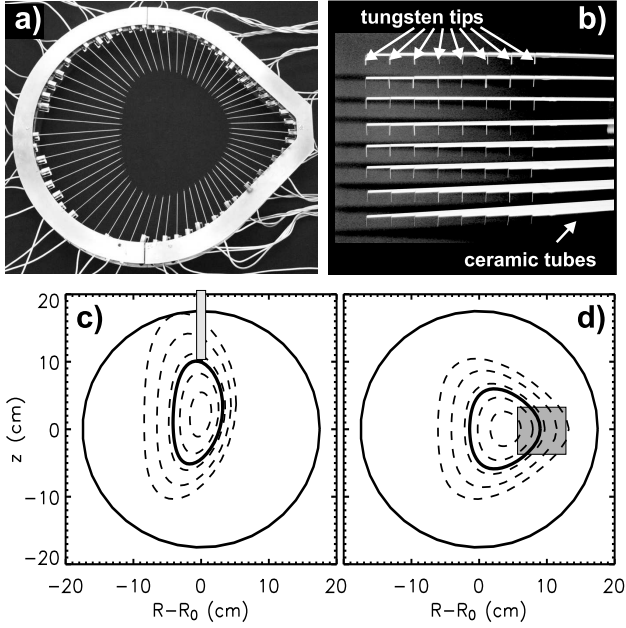 a)
tungsten tips
b)
ceramic tubes
c)
d)
20
10
0
-10
-20
z (cm)
-20 -10 0 10 20
-10 0 10 20
R-R₀ (cm)
R-R₀ (cm)